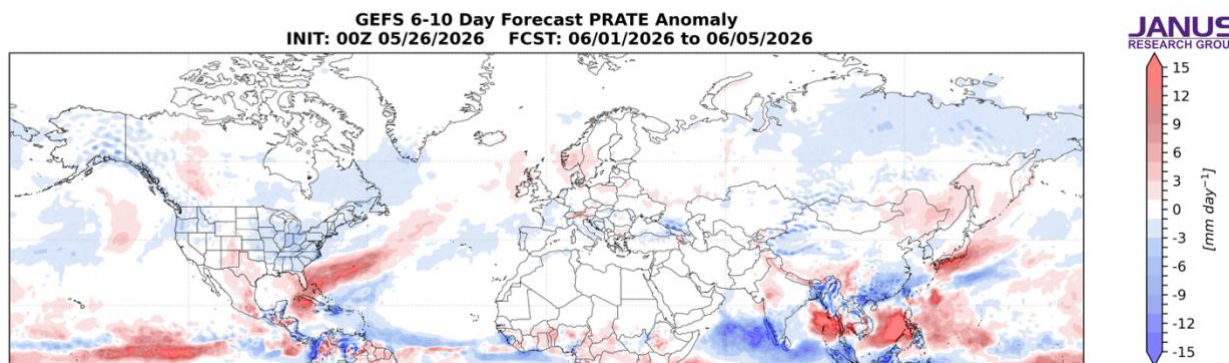 GEFS 6-10 Day Forecast PRATE Anomaly
INIT: 00Z 05/26/2026 FCST: 06/01/2026 to 06/05/2026
JANUS
RESEARCH GROU
15
12
9
6
3
0
-3
-6
-9
-12
-15
[mm day⁻¹]